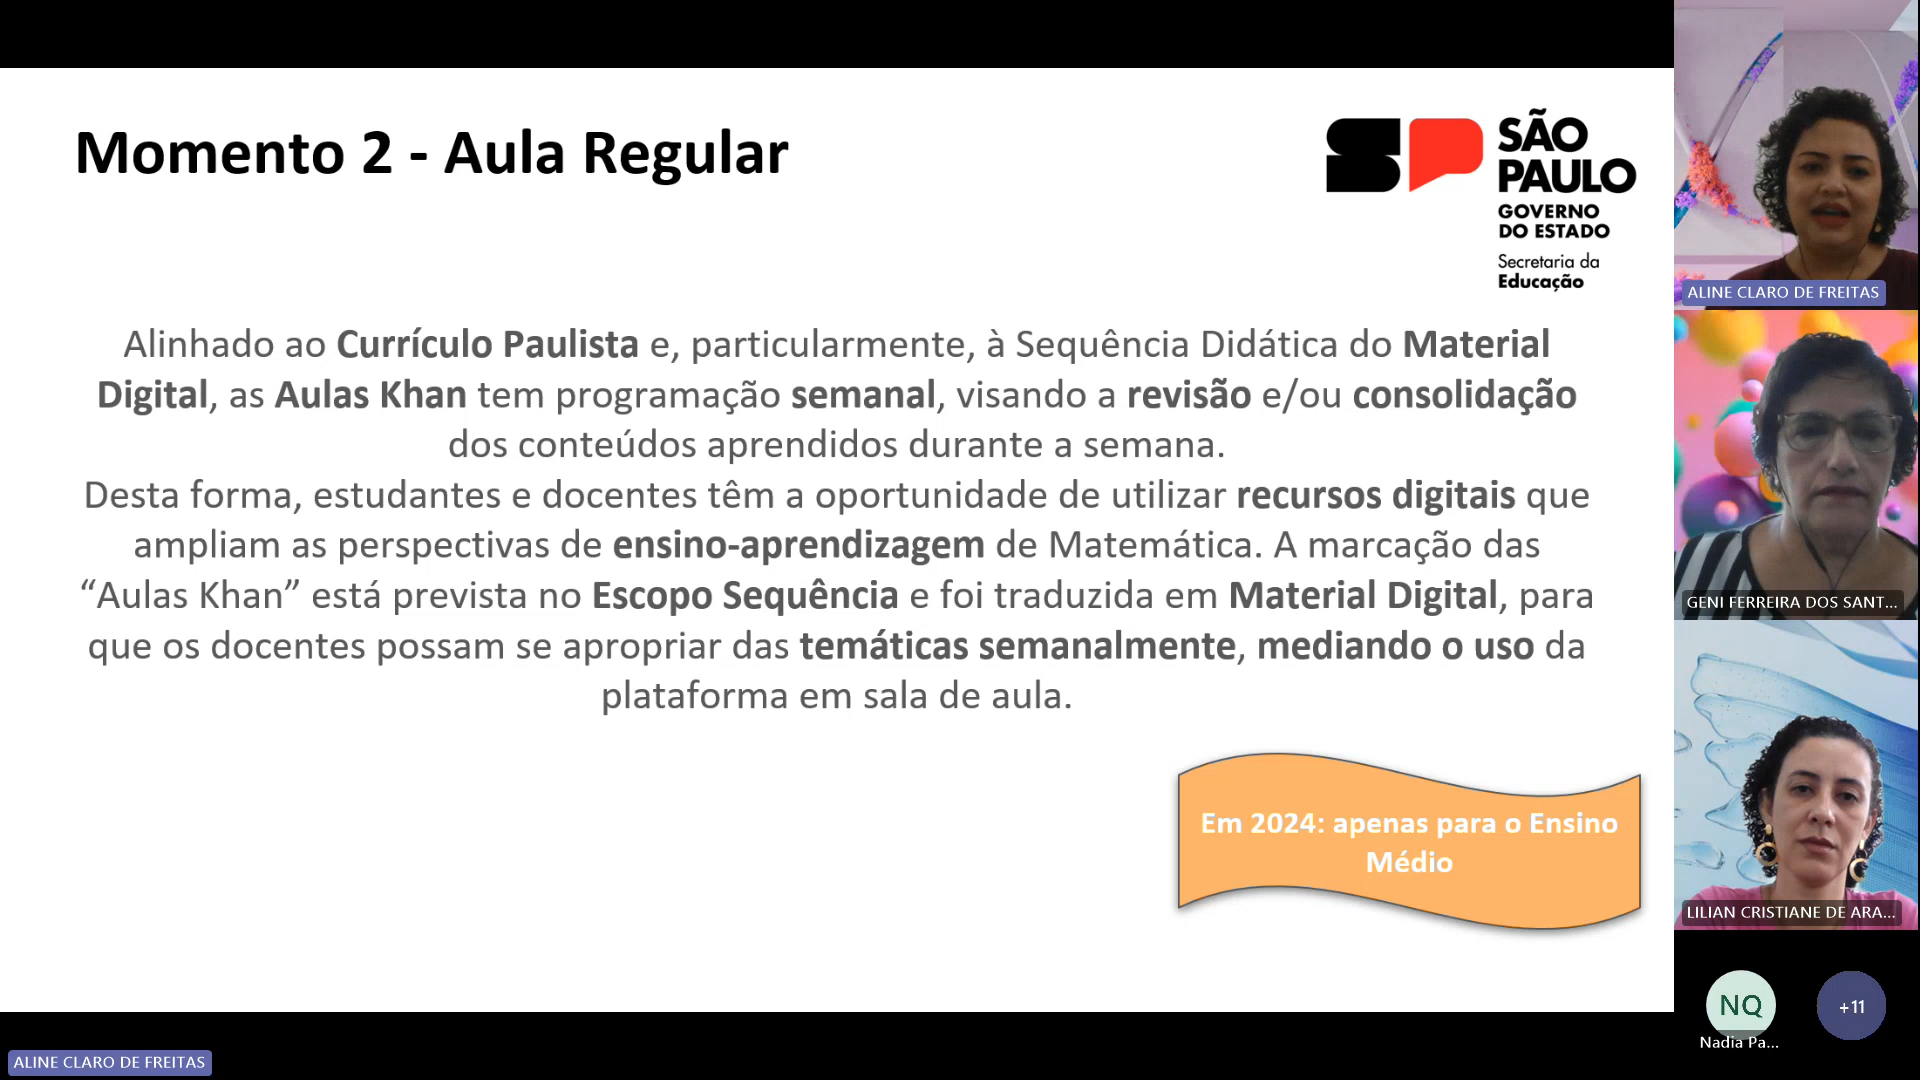 Momento 2 - Aula Regular
SÃO
PAULO
GOVERNO
DO ESTADO
Secretaria da
Educação
Alinhado ao Currículo Paulista e, particularmente, à Sequência Didática do Material
Digital, as Aulas Khan tem programação semanal, visando a revisão e/ou consolidação
dos conteúdos aprendidos durante a semana.
Desta forma, estudantes e docentes têm a oportunidade de utilizar recursos digitais que
ampliam as perspectivas de ensino-aprendizagem de Matemática. A marcação das
“Aulas Khan” está prevista no Escopo Sequência e foi traduzida em Material Digital, para
que os docentes possam se apropriar das temáticas semanalmente, mediando o uso da
plataforma em sala de aula.
Em 2024: apenas para o Ensino
Médio
ALINE CLARO DE FREITAS
GENI FERREIRA DOS SANT...
LILIAN CRISTIANE DE ARA...
NQ
+11
Nadia Pa...
ALINE CLARO DE FREITAS